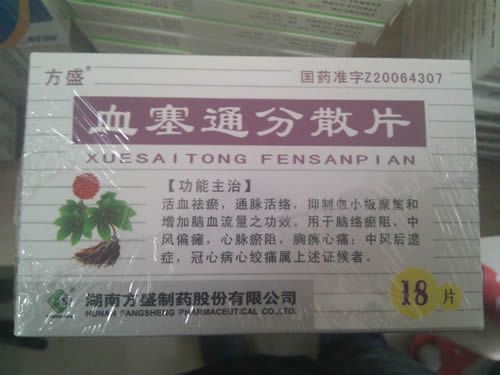 方盛®
国药准字Z20064307
血塞通分散片
XUESAITONG FENSANPIAN
【功能主治】
活血祛瘀,通脉活络,抑制血小板聚集和
增加脑血流量之功效。用于脑络瘀阻,中
风偏瘫,心脉瘀阻,胸痹心痛;中风后遗
症,冠心病心绞痛属上述证候者。
湖南方盛制药股份有限公司
HUNAN FANGSHENG PHARMACEUTICAL CO.,LTD.
18片